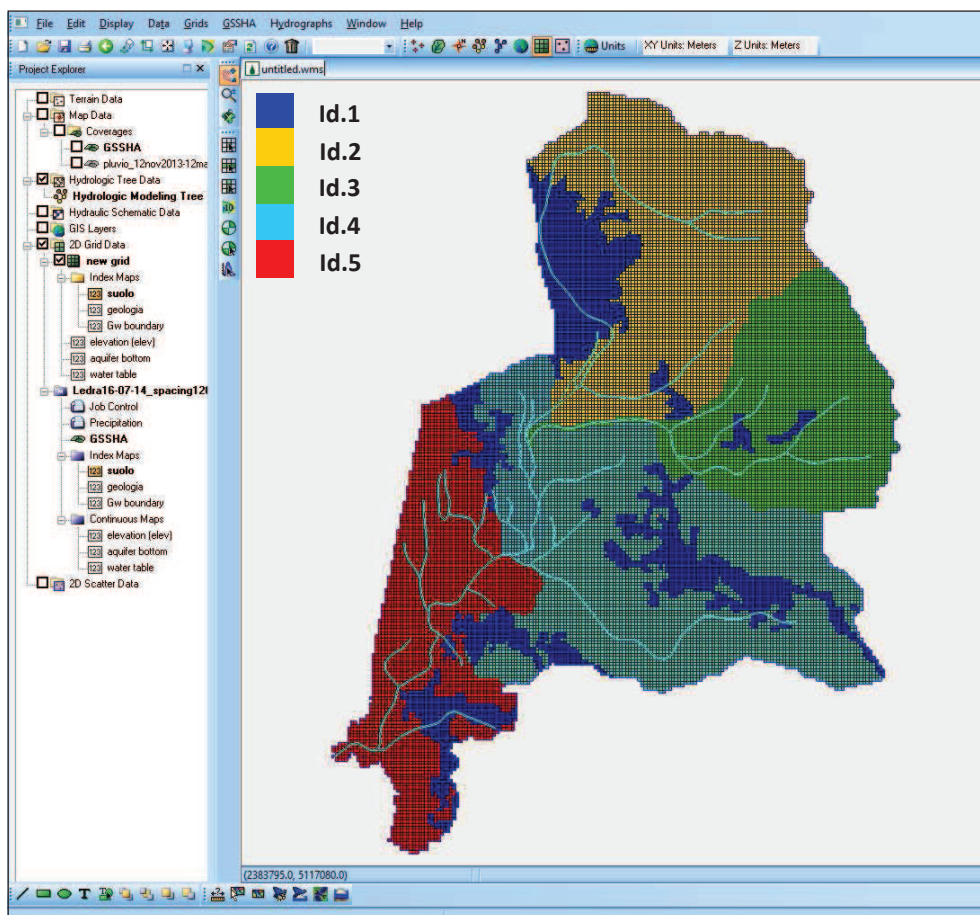 File Edit Display Data Grids GSSHA Hydrographs Window Help
Units XY Units: Meters Z Units: Meters
Project Explorer
untitled.wms
Terrain Data
Map Data
Coverages
GSSHA
pluvio_12nov2013-12ma
Hydrologic Tree Data
Hydrologic Modeling Tree
Hydraulic Schematic Data
GIS Layers
2D Grid Data
new grid
Index Maps
suolo
geologia
Gw boundary
elevation (elev)
aquifer bottom
water table
Ledra16-07-14_spacing120
Job Control
Precipitation
GSSHA
Index Maps
suolo
geologia
Gw boundary
Continuous Maps
elevation (elev)
aquifer bottom
water table
2D Scatter Data
Id.1
Id.2
Id.3
Id.4
Id.5
(2383795.0, 5117080.0)